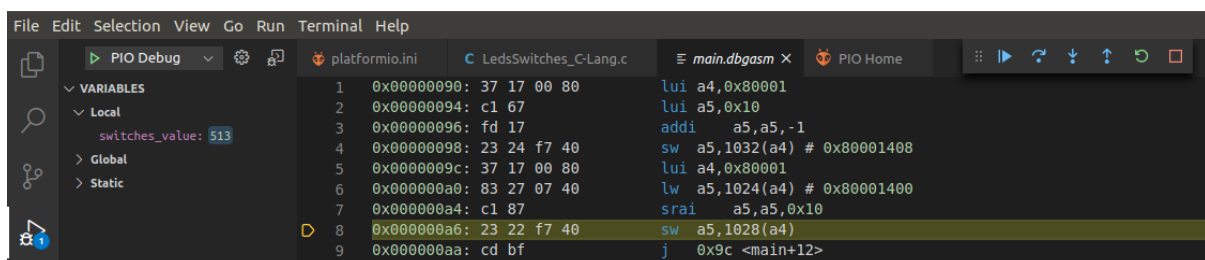 File Edit Selection View Go Run Terminal Help
PIO Debug
platformio.ini
C LedsSwitches_C-Lang.c
main.dbgasm
PIO Home
VARIABLES
Local
switches_value: 513
Global
Static
1
1 0x00000090: 37 17 00 80 lui a4,0x80001
2 0x00000094: c1 67 lui a5,0x10
3 0x00000096: fd 17 addi a5,a5,-1
4 0x00000098: 23 24 f7 40 sw a5,1032(a4) # 0x80001408
5 0x0000009c: 37 17 00 80 lui a4,0x80001
6 0x000000a0: 83 27 07 40 lw a5,1024(a4) # 0x80001400
7 0x000000a4: c1 87 srai a5,a5,0x10
8 0x000000a6: 23 22 f7 40 sw a5,1028(a4)
9 0x000000aa: cd bf j 0x9c <main+12>